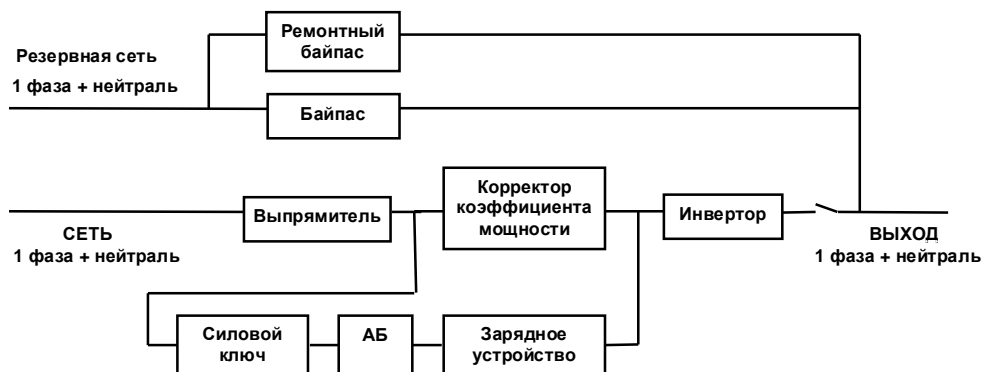 Ремонтный
байпас
Резервная сеть
1 фаза + нейтраль
Байпас
Выпрямитель
Корректор
коэффициента
мощности
Инвертор
СЕТЬ
1 фаза + нейтраль
ВЫХОД
1 фаза + нейтраль
Силовой
ключ
АБ
Зарядное
устройство